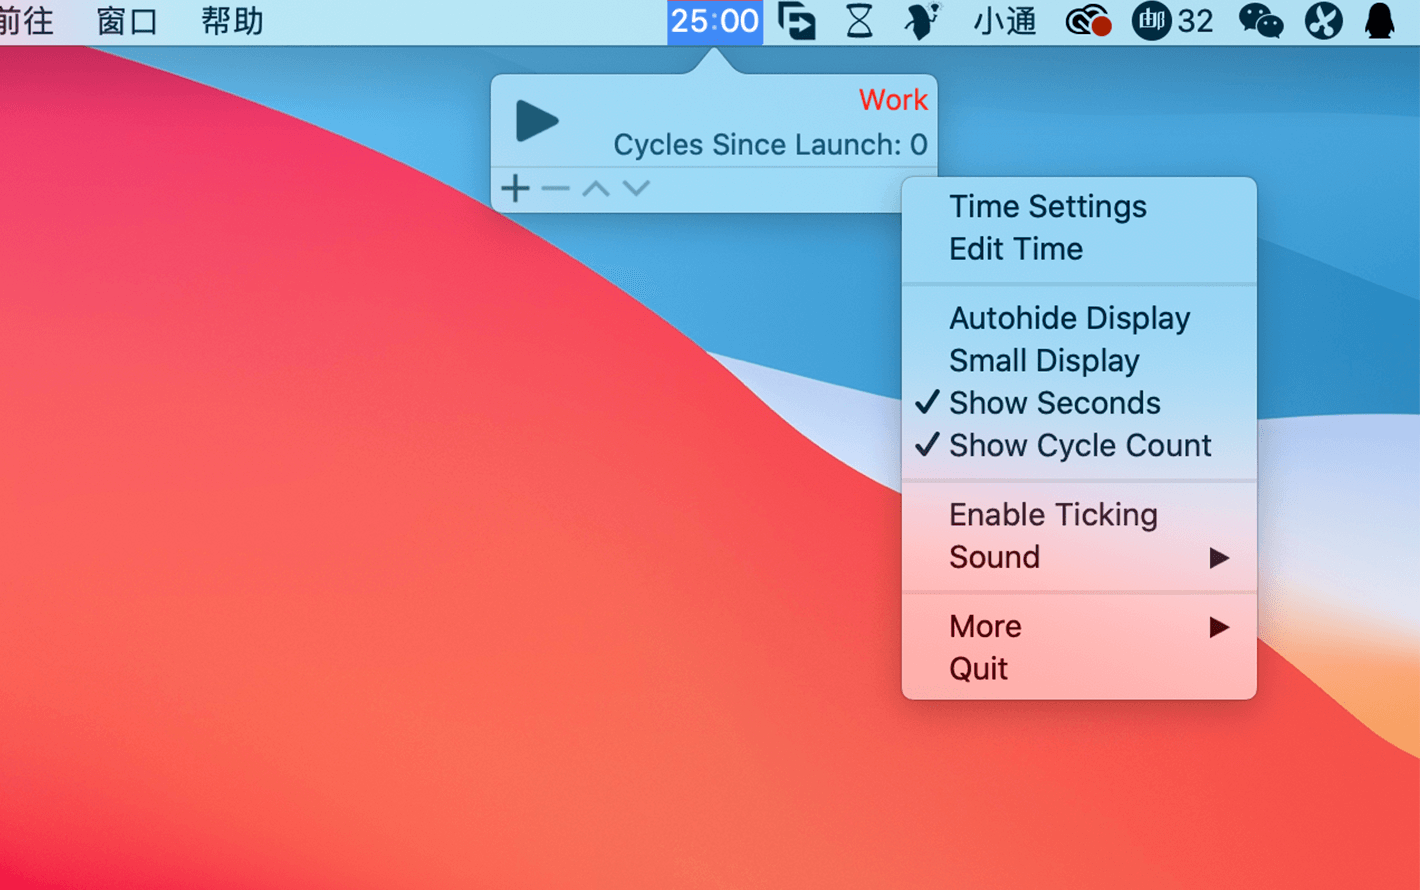 前往 窗口 帮助 25:00 小通 邮 32
Work
Cycles Since Launch: 0
Time Settings
Edit Time
Autohide Display
Small Display
Show Seconds
Show Cycle Count
Enable Ticking
Sound
More
Quit